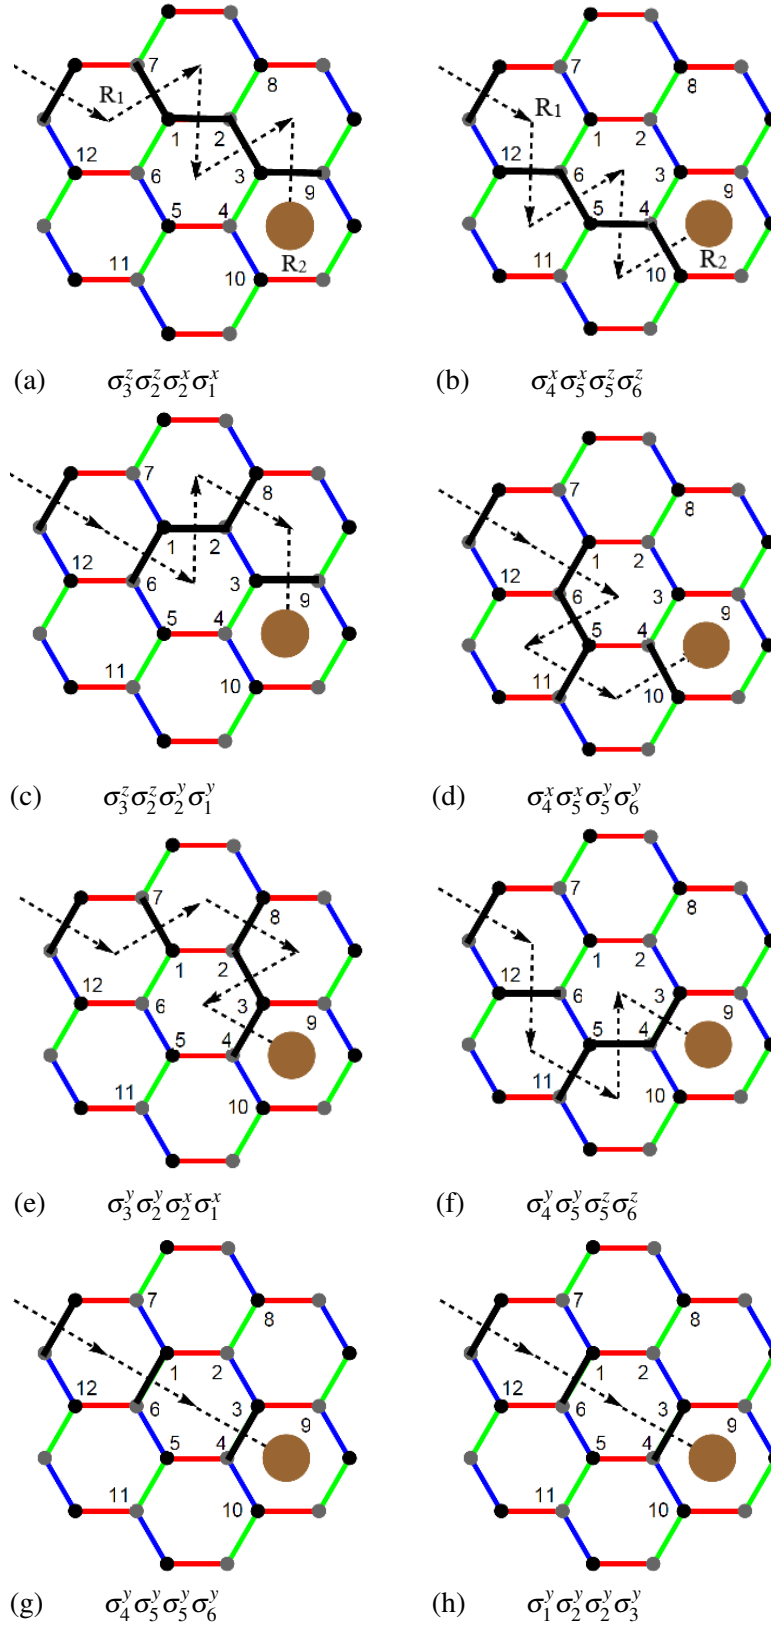 7
8
R1
1 2
12 6 3
9
5 4
11 10
R2
(a) σ₃ᶻσ₂ᶻσ₂ˣσ₁ˣ
7
8
R1
1 2
12 6 3
9
5 4
11 10
R2
(b) σ₄ˣσ₅ˣσ₅ᶻσ₆ᶻ
7
8
1 2
12 6 3
9
5 4
11 10
(c) σ₃ᶻσ₂ᶻσ₂ʸσ₁ʸ
7
8
1 2
12 6 3
9
5 4
11 10
(d) σ₄ˣσ₅ˣσ₅ʸσ₆ʸ
7
8
1 2
12 6 3
9
5 4
11 10
(e) σ₃ʸσ₂ʸσ₂ˣσ₁ˣ
7
8
1 2
12 6 3
9
5 4
11 10
(f) σ₄ʸσ₅ʸσ₅ᶻσ₆ᶻ
7
8
1 2
12 6 3
9
5 4
11 10
(g) σ₄ʸσ₅ʸσ₅ʸσ₆ʸ
7
8
1 2
12 6 3
9
5 4
11 10
(h) σ₁ʸσ₂ʸσ₂ʸσ₃ʸ